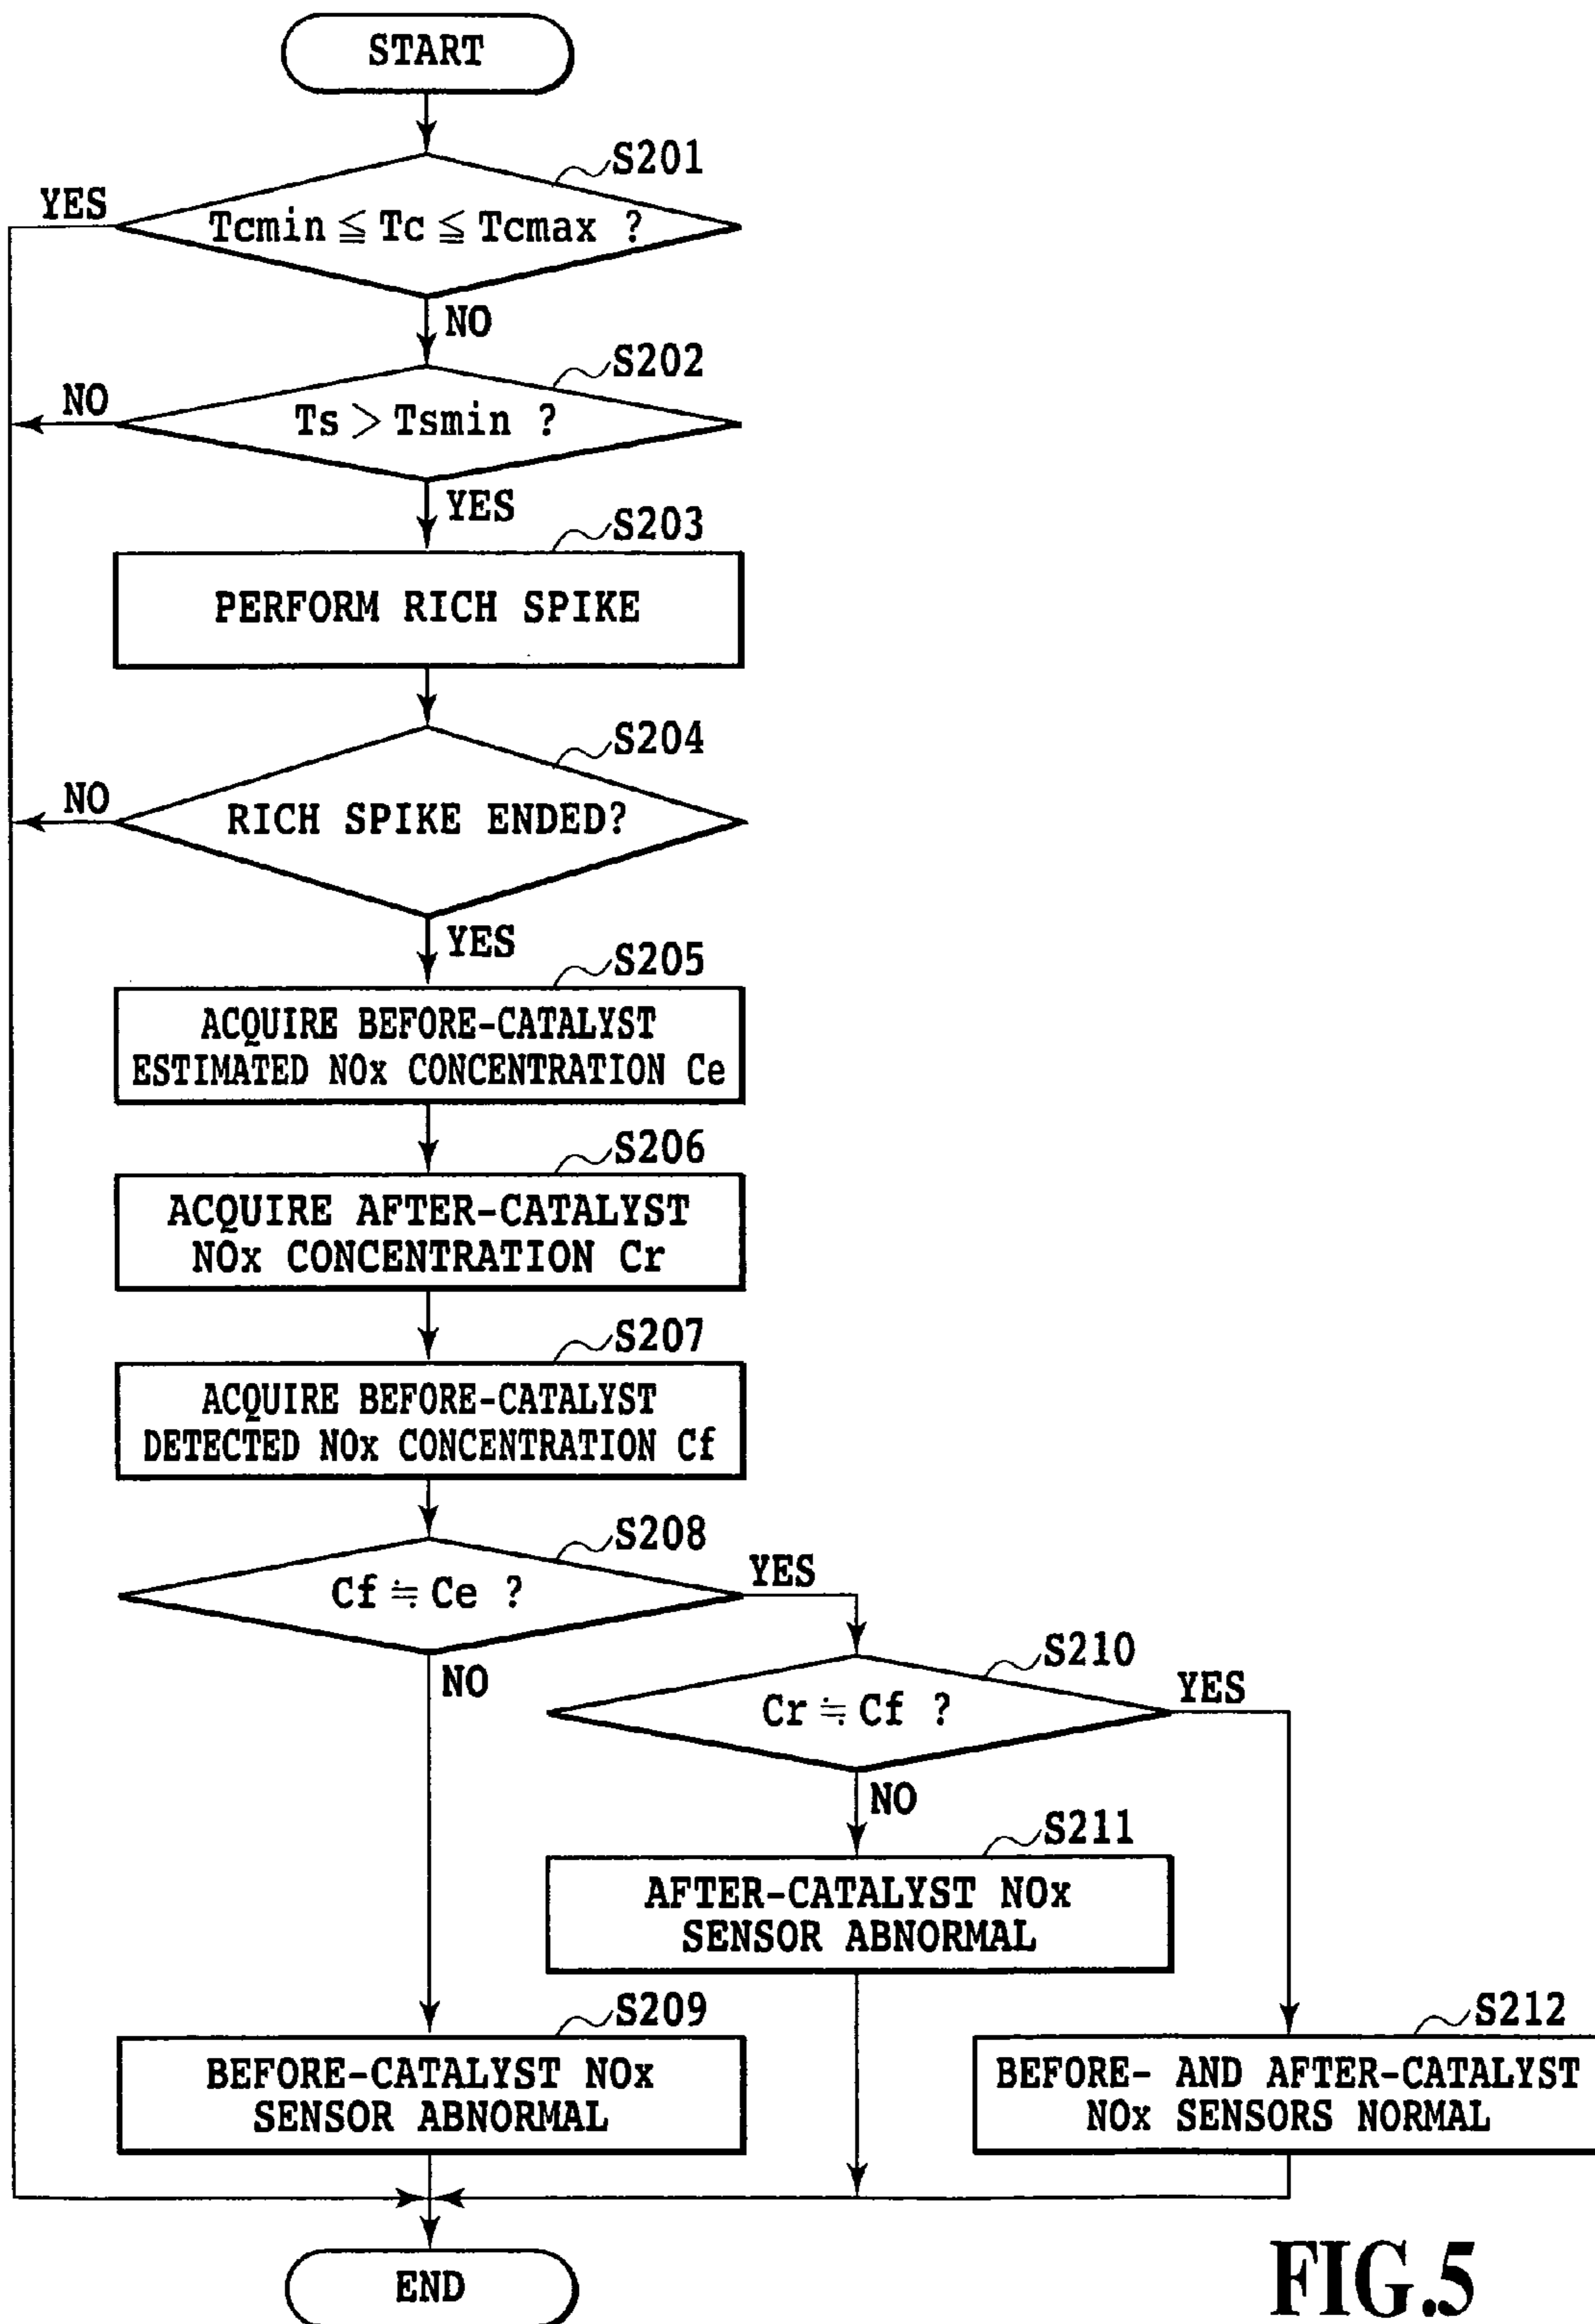 START
S201
YES
Tcmin ≦ Tc ≦ Tcmax ?
NO
S202
NO
Ts > Tsmin ?
YES
S203
PERFORM RICH SPIKE
S204
NO
RICH SPIKE ENDED?
YES
S205
ACQUIRE BEFORE-CATALYST
ESTIMATED NOx CONCENTRATION Ce
S206
ACQUIRE AFTER-CATALYST
NOx CONCENTRATION Cr
S207
ACQUIRE BEFORE-CATALYST
DETECTED NOx CONCENTRATION Cf
S208
YES
Cf ≒ Ce ?
NO
S210
YES
Cr ≒ Cf ?
NO
S211
AFTER-CATALYST NOx
SENSOR ABNORMAL
S209
BEFORE-CATALYST NOx
SENSOR ABNORMAL
S212
BEFORE- AND AFTER-CATALYST
NOx SENSORS NORMAL
END
FIG.5